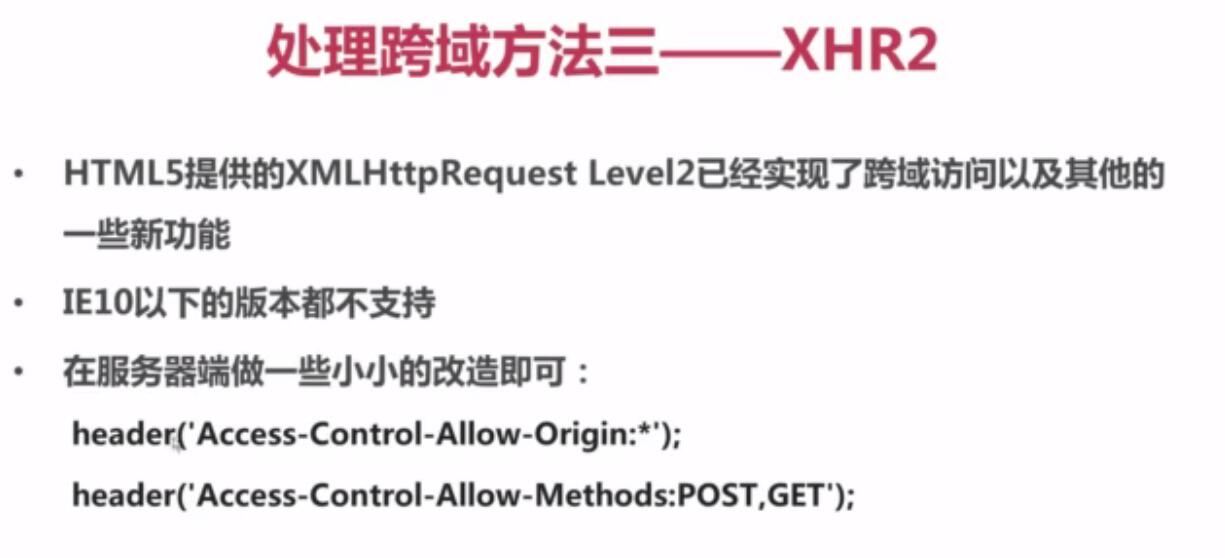 处理跨域方法三——XHR2
• HTML5提供的XMLHttpRequest Level2已经实现了跨域访问以及其他的
一些新功能
• IE10以下的版本都不支持
• 在服务器端做一些小小的改造即可：
header('Access-Control-Allow-Origin:*');
header('Access-Control-Allow-Methods:POST,GET');